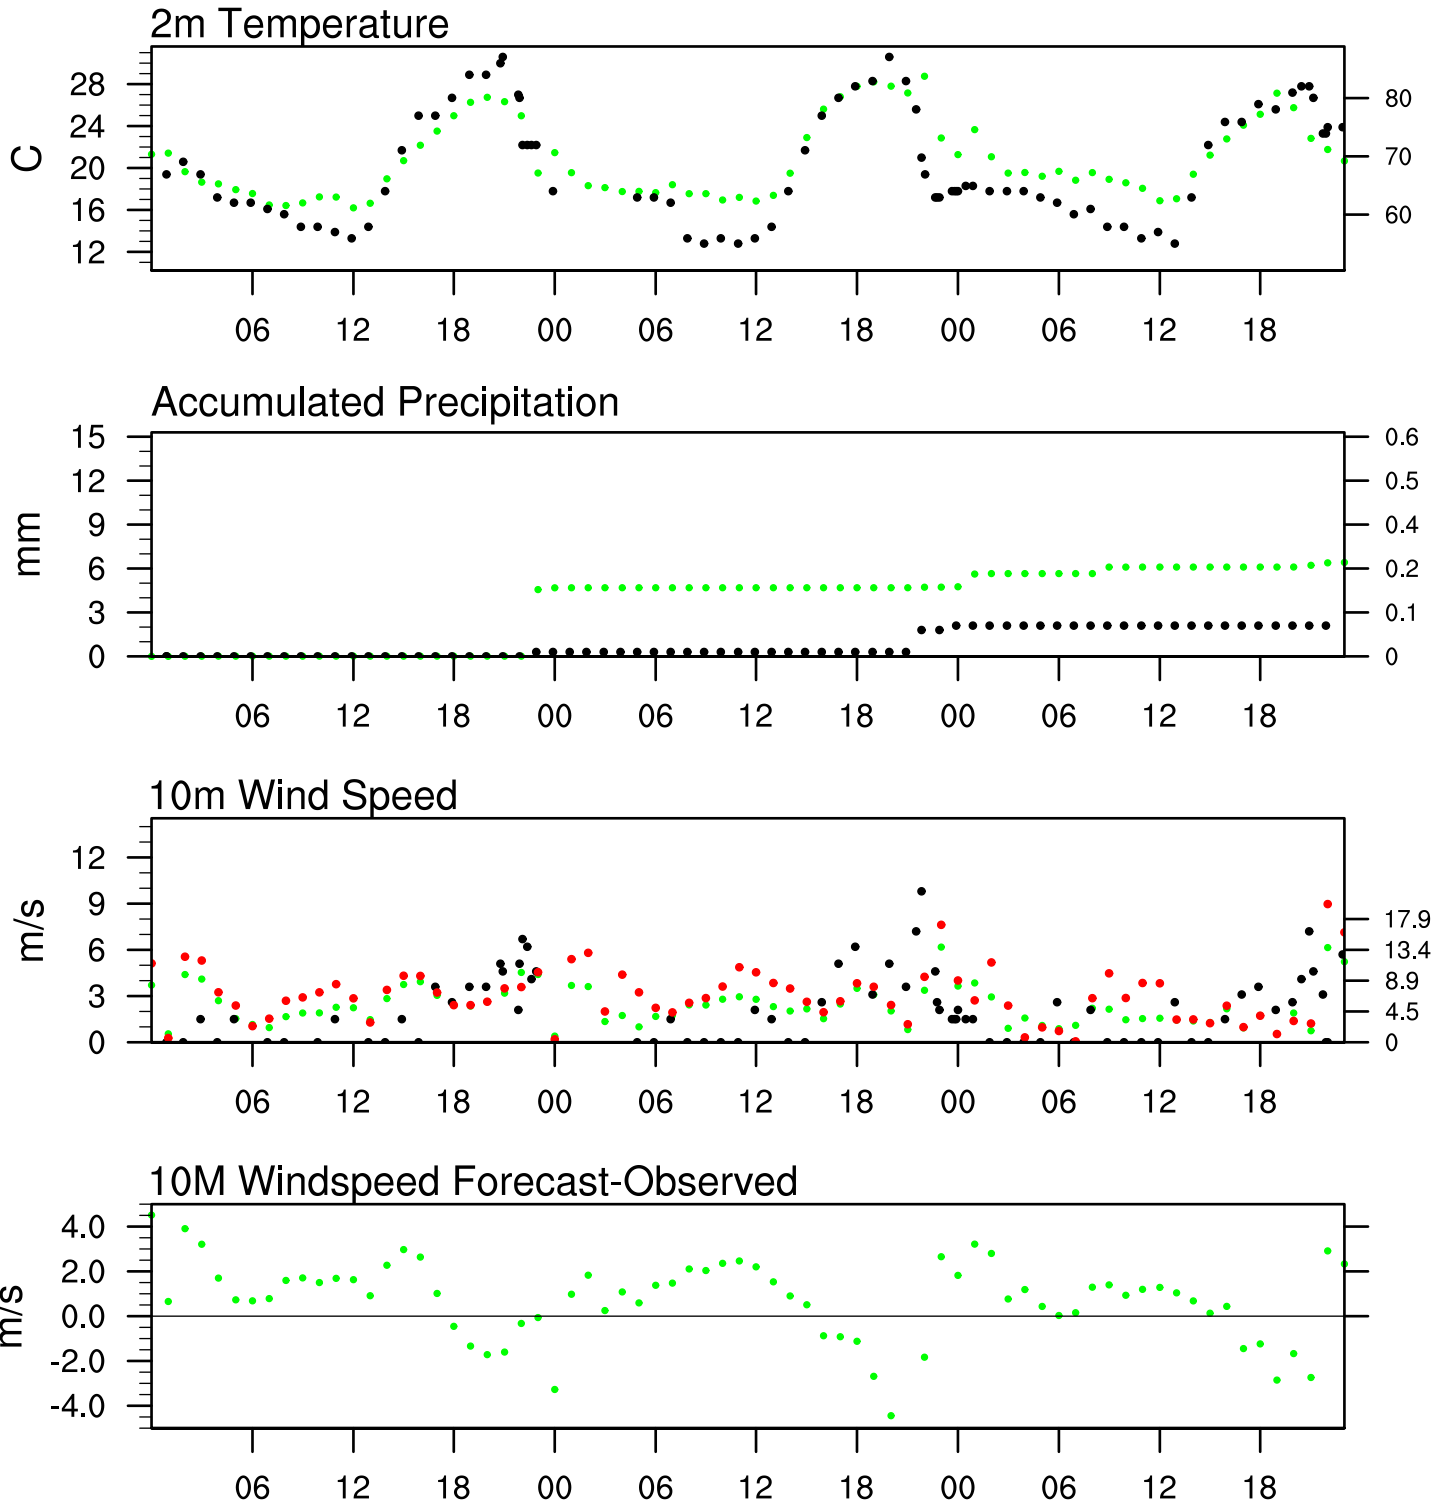 2m Temperature
C
28
24
20
16
12
80
70
60
06 12 18 00 06 12 18 00 06 12 18
Accumulated Precipitation
mm
15
12
9
6
3
0
0.6
0.5
0.4
0.2
0.1
0
06 12 18 00 06 12 18 00 06 12 18
10m Wind Speed
m/s
12
9
6
3
0
17.9
13.4
8.9
4.5
0
06 12 18 00 06 12 18 00 06 12 18
10M Windspeed Forecast-Observed
m/s
4.0
2.0
0.0
-2.0
-4.0
06 12 18 00 06 12 18 00 06 12 18